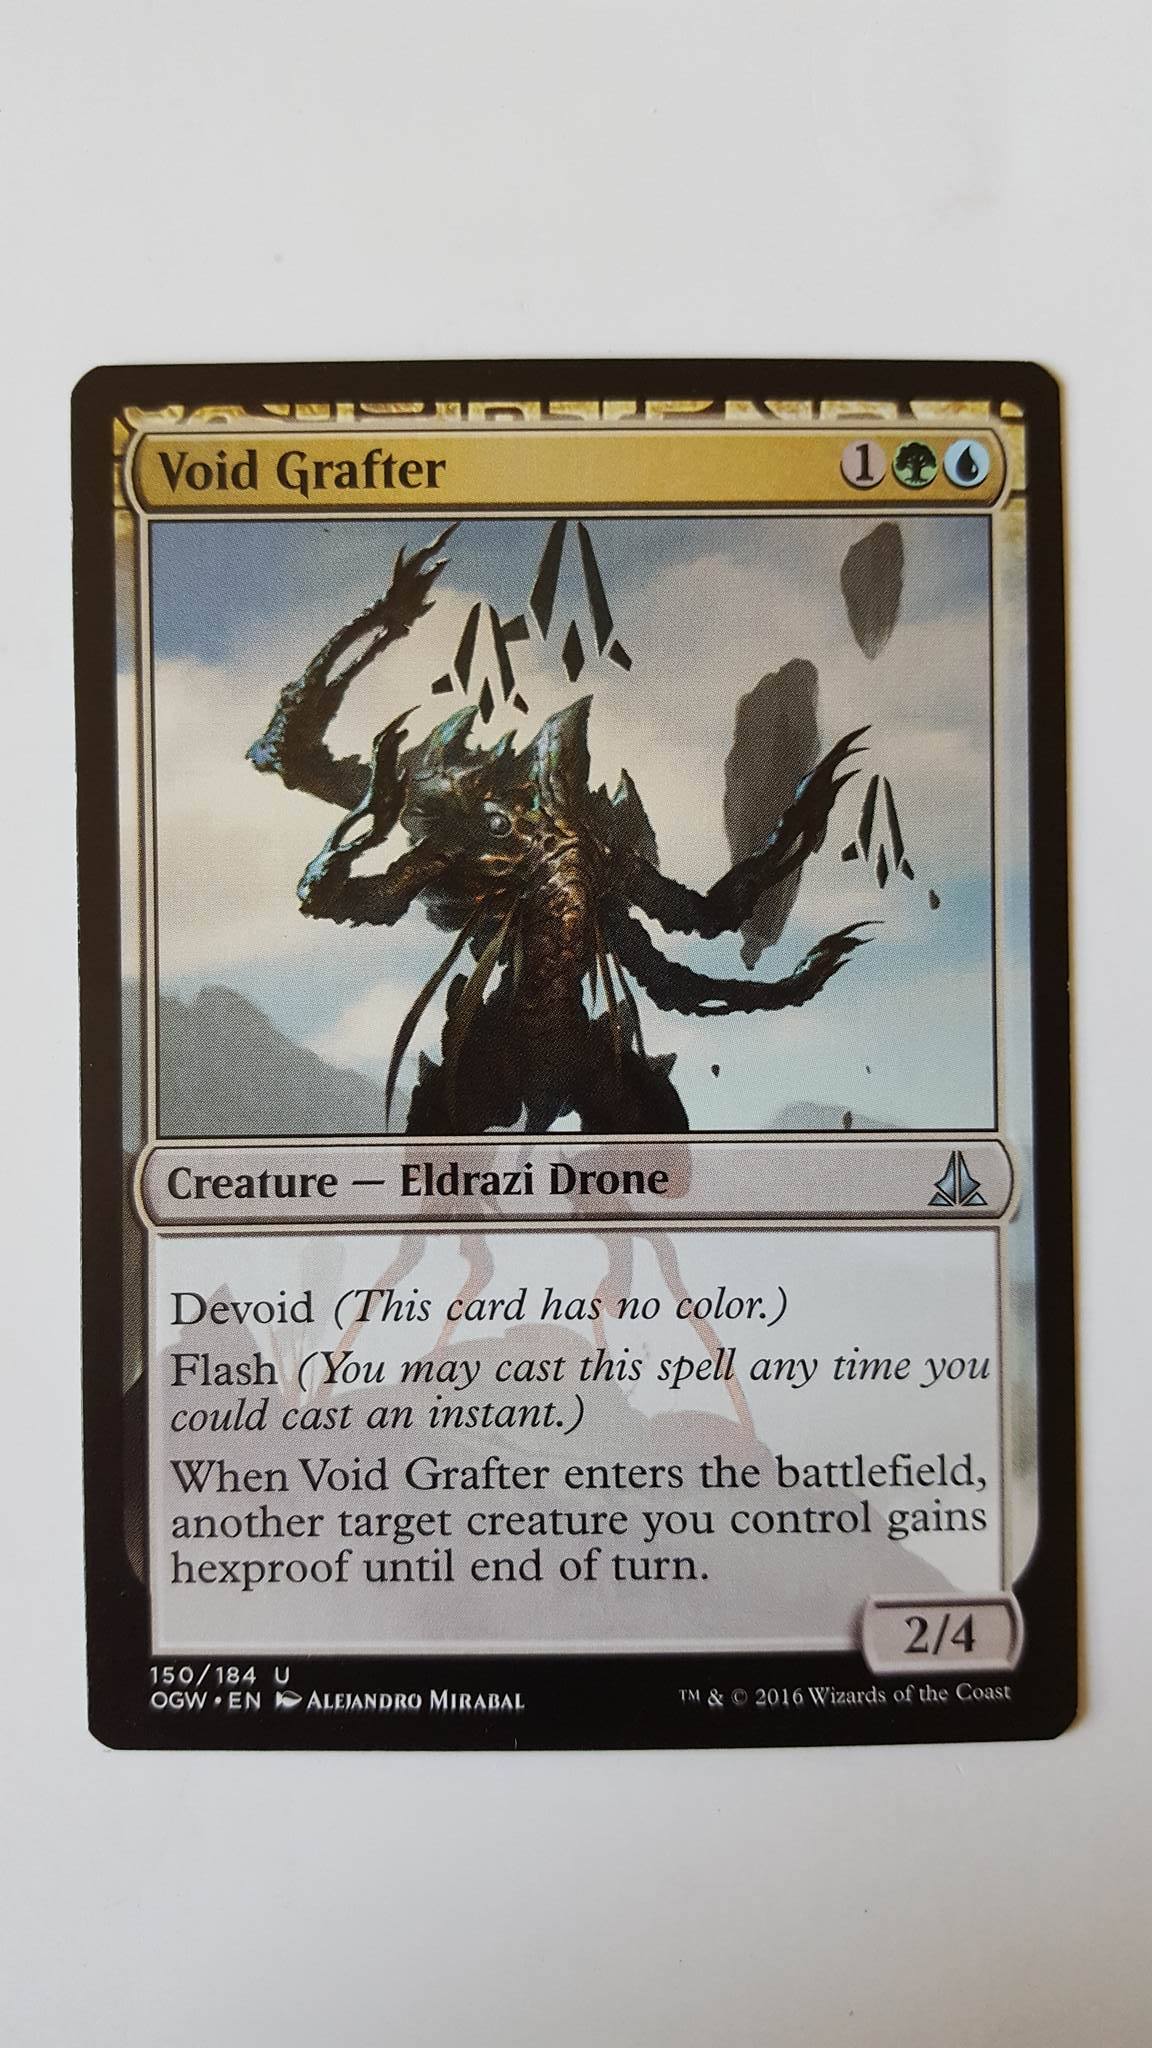 Void Grafter 1
Creature — Eldrazi Drone
Devoid (This card has no color.)
Flash (You may cast this spell any time you
could cast an instant.)
When Void Grafter enters the battlefield,
another target creature you control gains
hexproof until end of turn.
2/4
150/184 U
OGW • EN ALEJANDRO MIRABAL
™ & © 2016 Wizards of the Coast